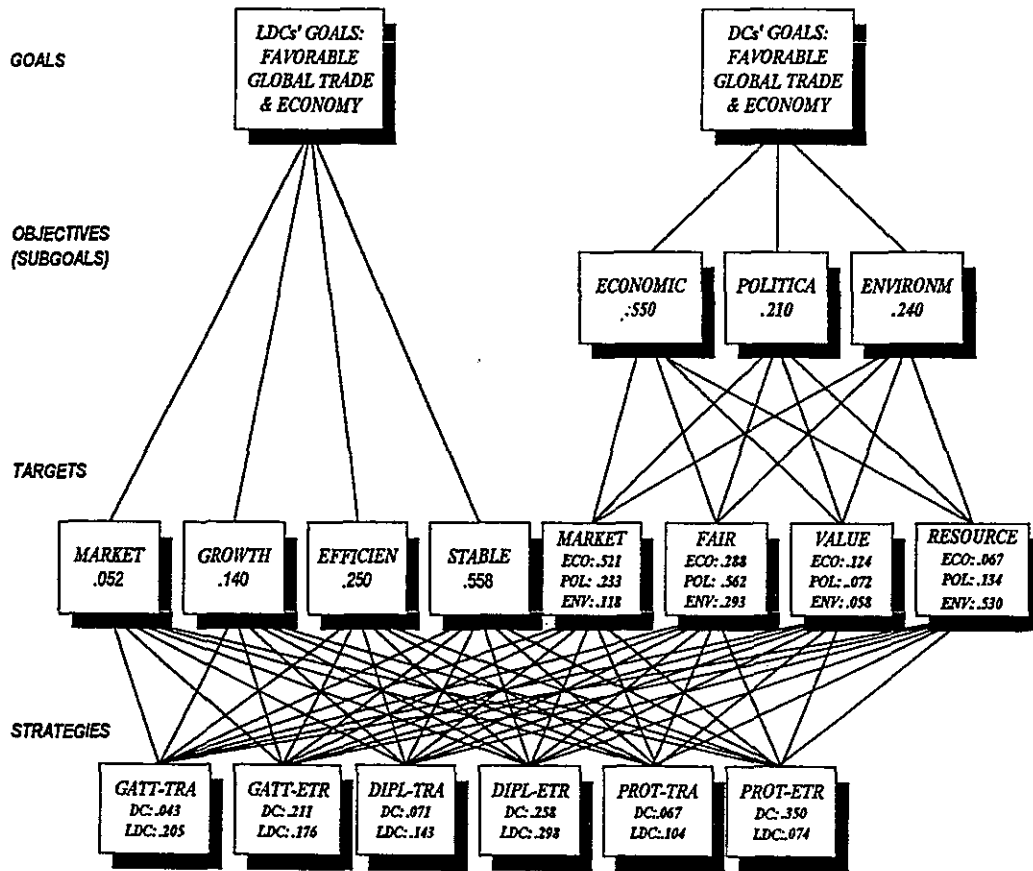 GOALS
LDCs' GOALS:
FAVORABLE
GLOBAL TRADE
& ECONOMY
DCs' GOALS:
FAVORABLE
GLOBAL TRADE
& ECONOMY
OBJECTIVES
(SUBGOALS)
ECONOMIC
.550
POLITICA
.210
ENVIRONM
.240
TARGETS
MARKET
.052
GROWTH
.140
EFFICIEN
.250
STABLE
.558
MARKET
ECO:.521
POL:.233
ENV:.118
FAIR
ECO:.288
POL:.562
ENV:.293
VALUE
ECO:.124
POL:.072
ENV:.058
RESOURCE
ECO:.067
POL:.134
ENV:.530
STRATEGIES
GATT-TRA
DC:.043
LDC:.205
GATT-ETR
DC:.211
LDC:.176
DIPL-TRA
DC:.071
LDC:.143
DIPL-ETR
DC:.258
LDC:.298
PROT-TRA
DC:.067
LDC:.104
PROT-ETR
DC:.350
LDC:.074